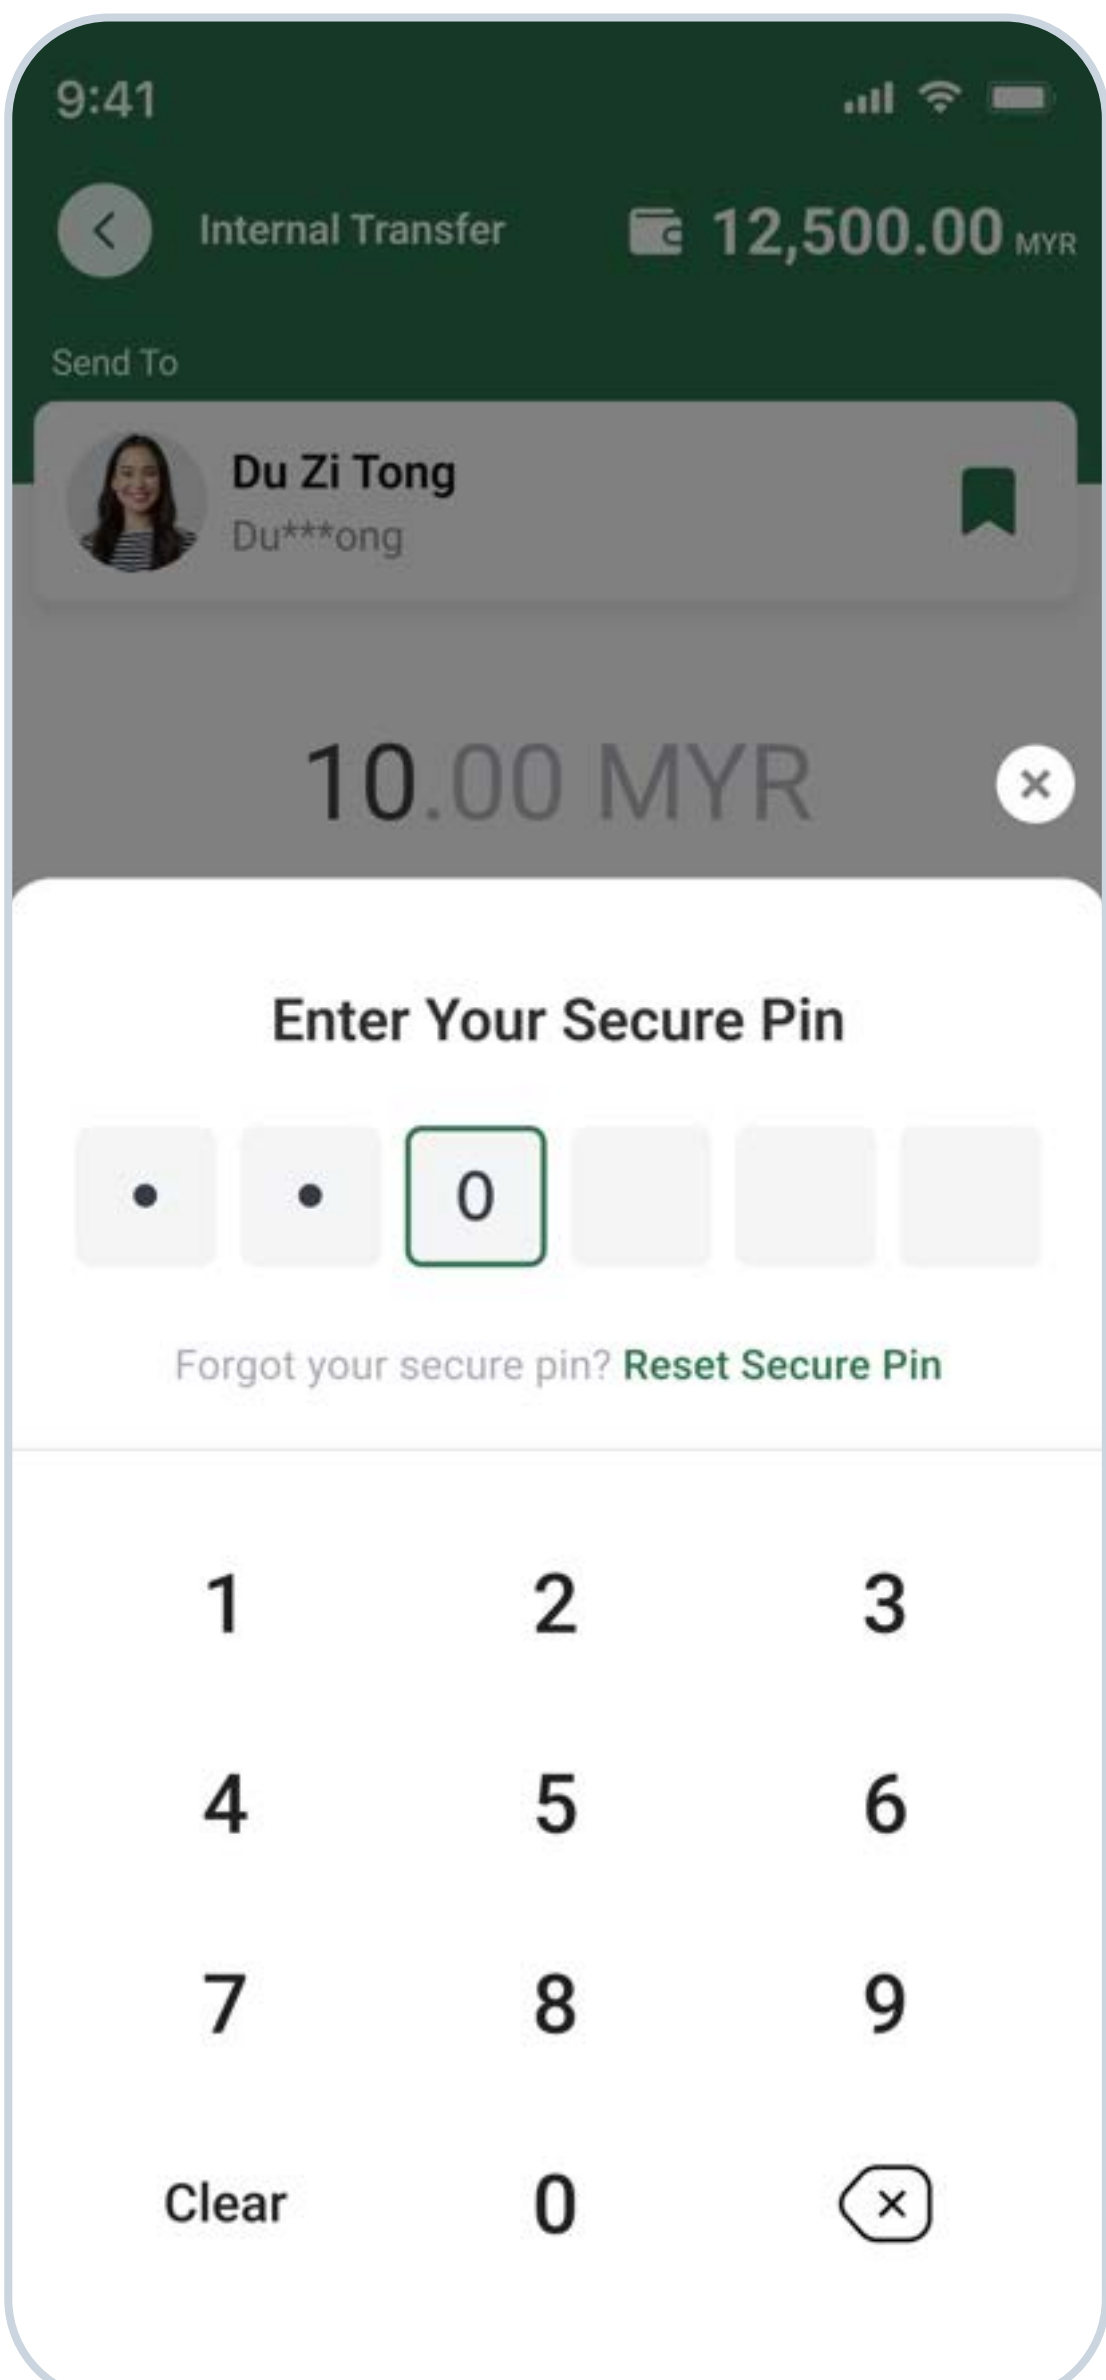 9:41
Internal Transfer 12,500.00 MYR
Send To
Du Zi Tong
Du***ong
10.00 MYR
Enter Your Secure Pin
0
Forgot your secure pin? Reset Secure Pin
1 2 3
4 5 6
7 8 9
Clear 0